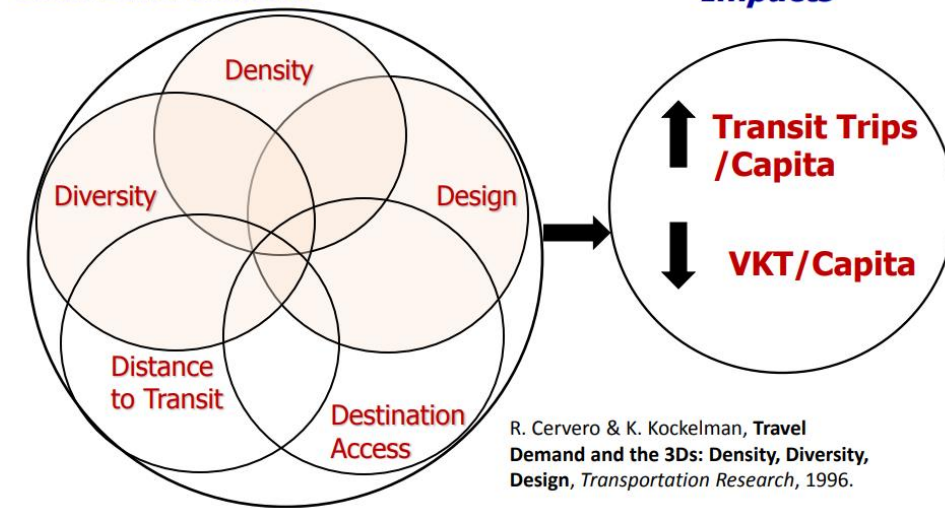 Impacts
Density
Diversity
Design
Distance
to Transit
Destination
Access
Transit Trips
/Capita
VKT/Capita
R. Cervero & K. Kockelman, Travel
Demand and the 3Ds: Density, Diversity,
Design, Transportation Research, 1996.